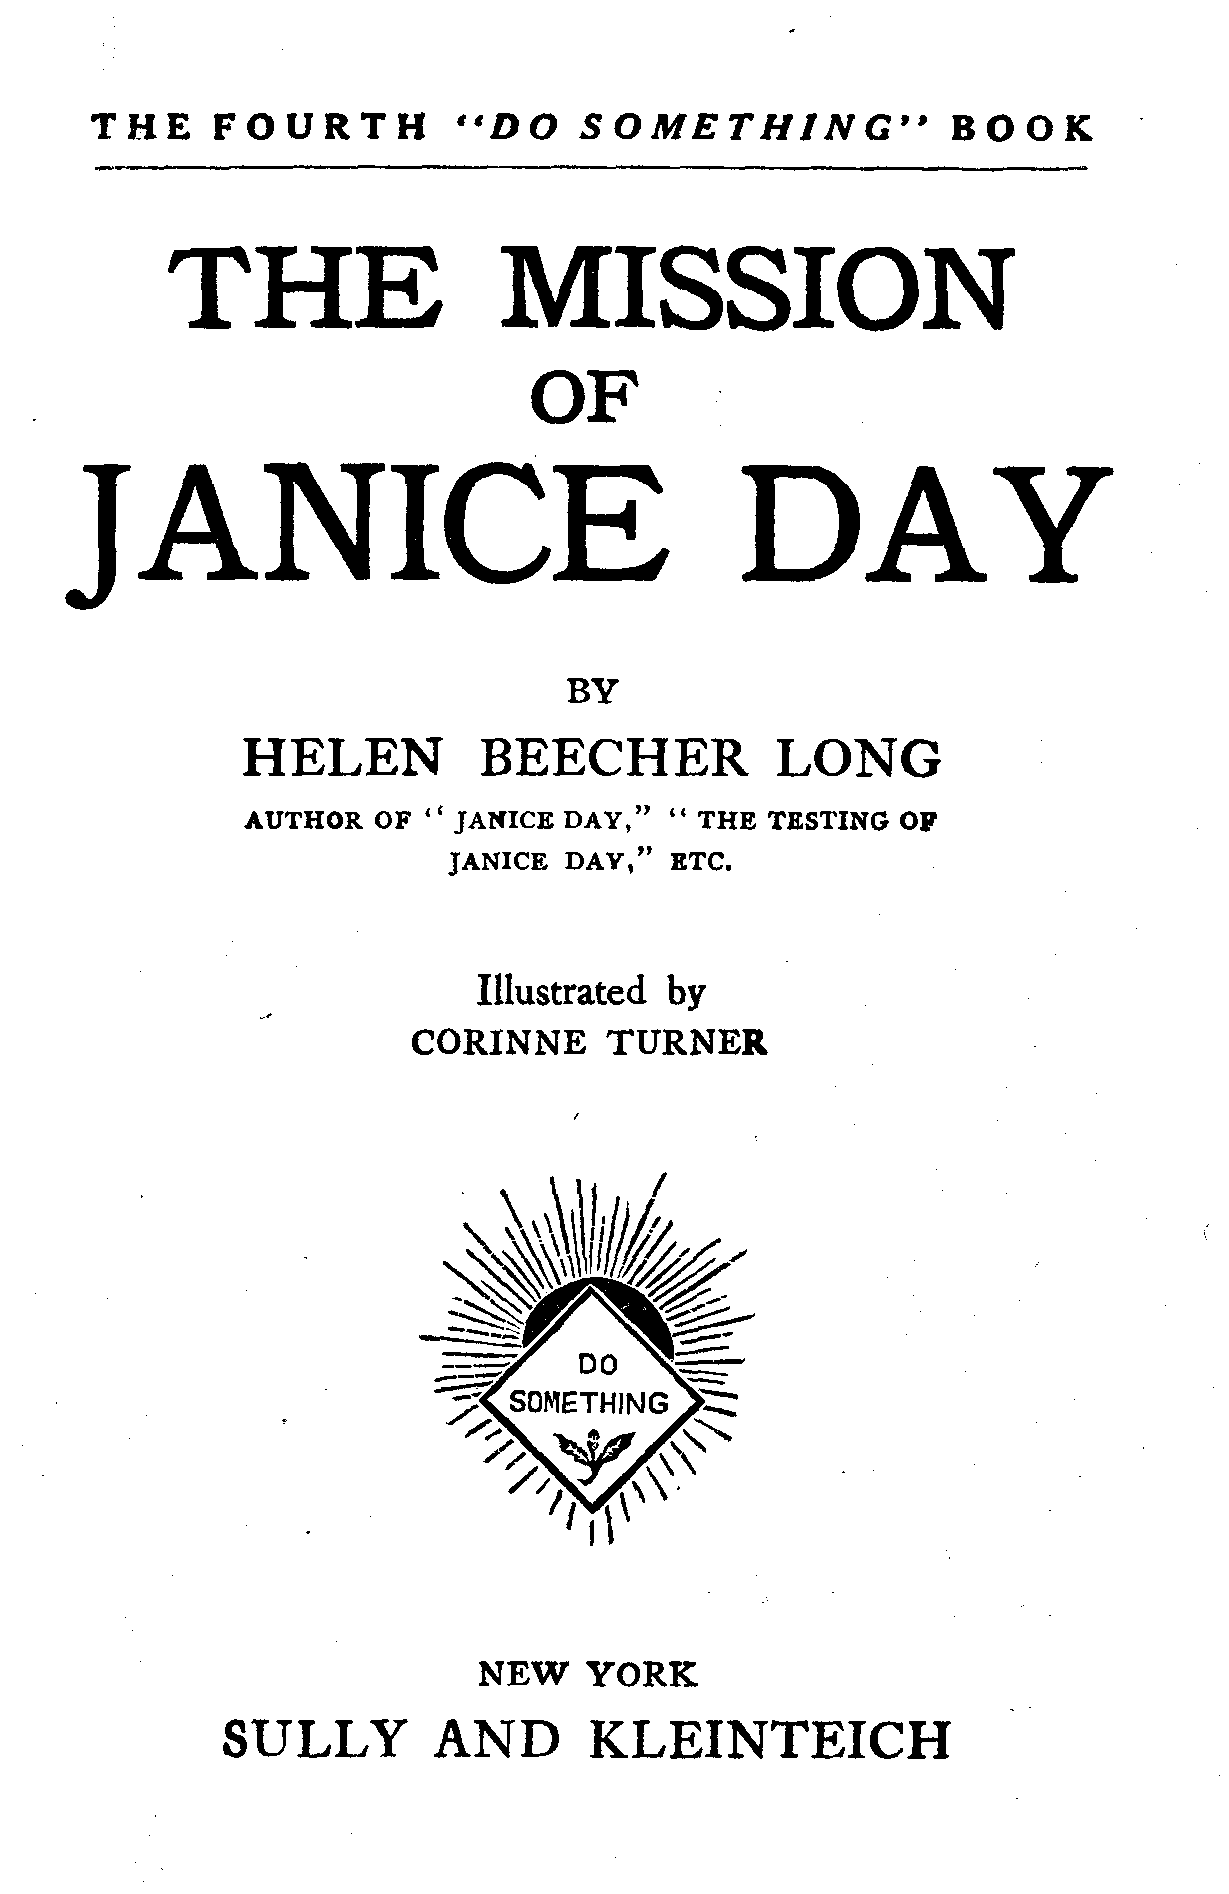 THE FOURTH "DO SOMETHING" BOOK
THE MISSION
OF
JANICE DAY
BY
HELEN BEECHER LONG
AUTHOR OF "JANICE DAY," "THE TESTING OF
JANICE DAY," ETC.
Illustrated by
CORINNE TURNER
DO
SOMETHING
NEW YORK
SULLY AND KLEINTEICH